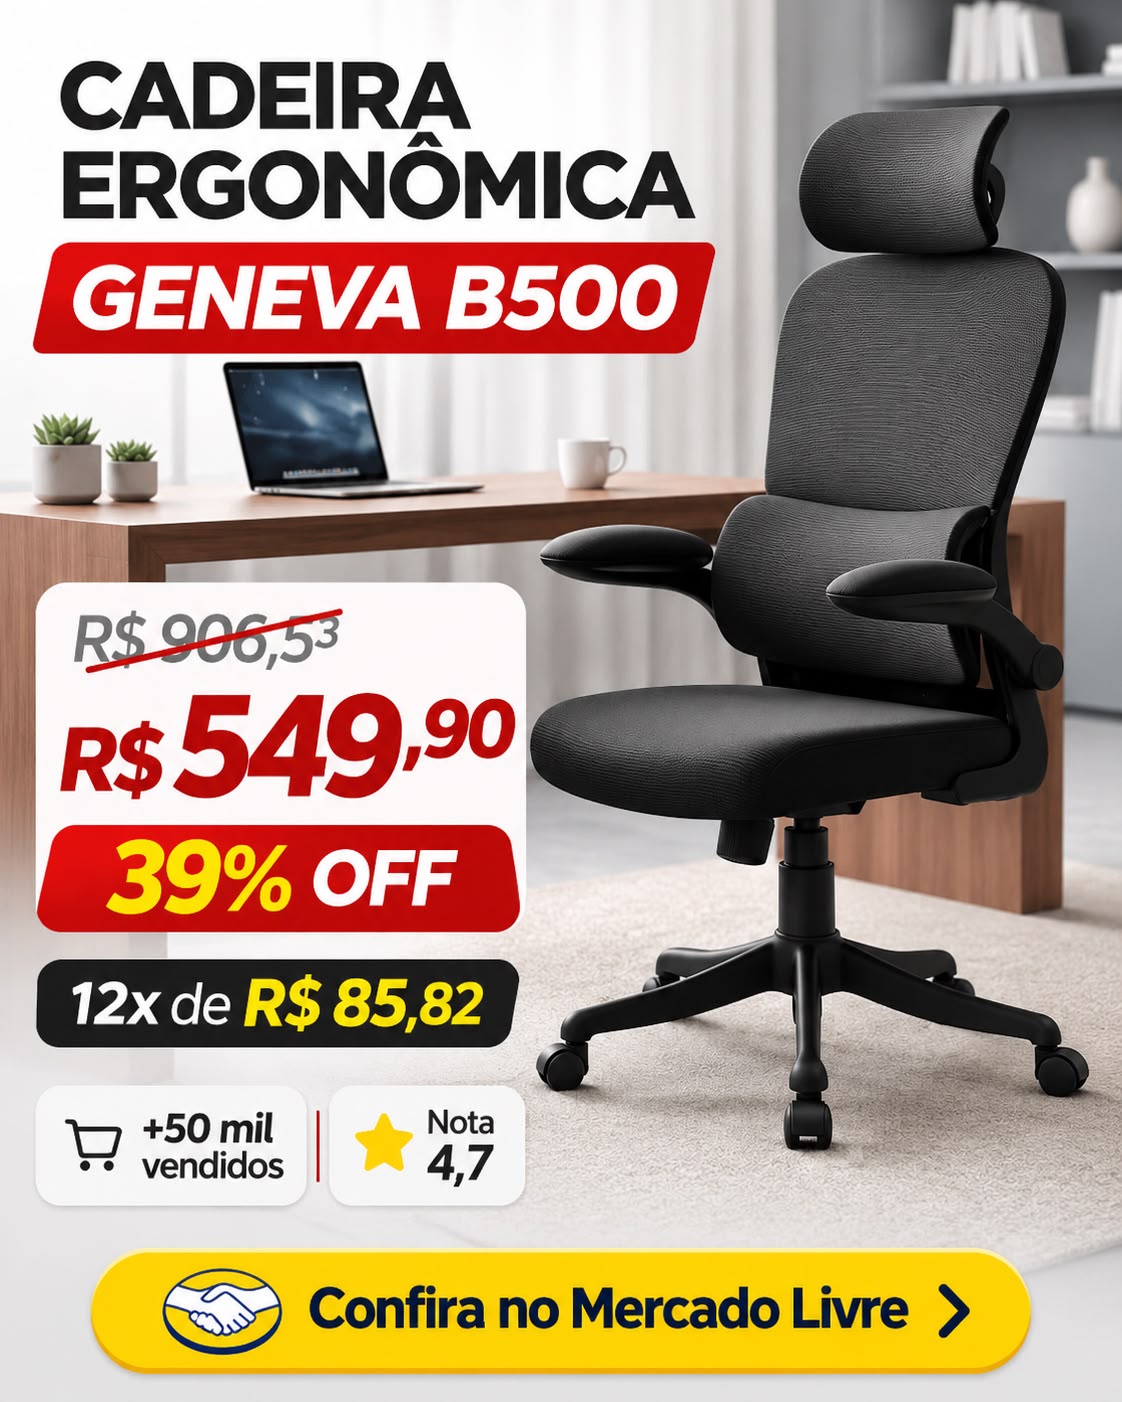 CADEIRA
ERGONÔMICA
GENEVA B500
R$ 906,53
R$ 549,90
39% OFF
12x de R$ 85,82
+50 mil
vendidos
Nota
4,7
Confira no Mercado Livre